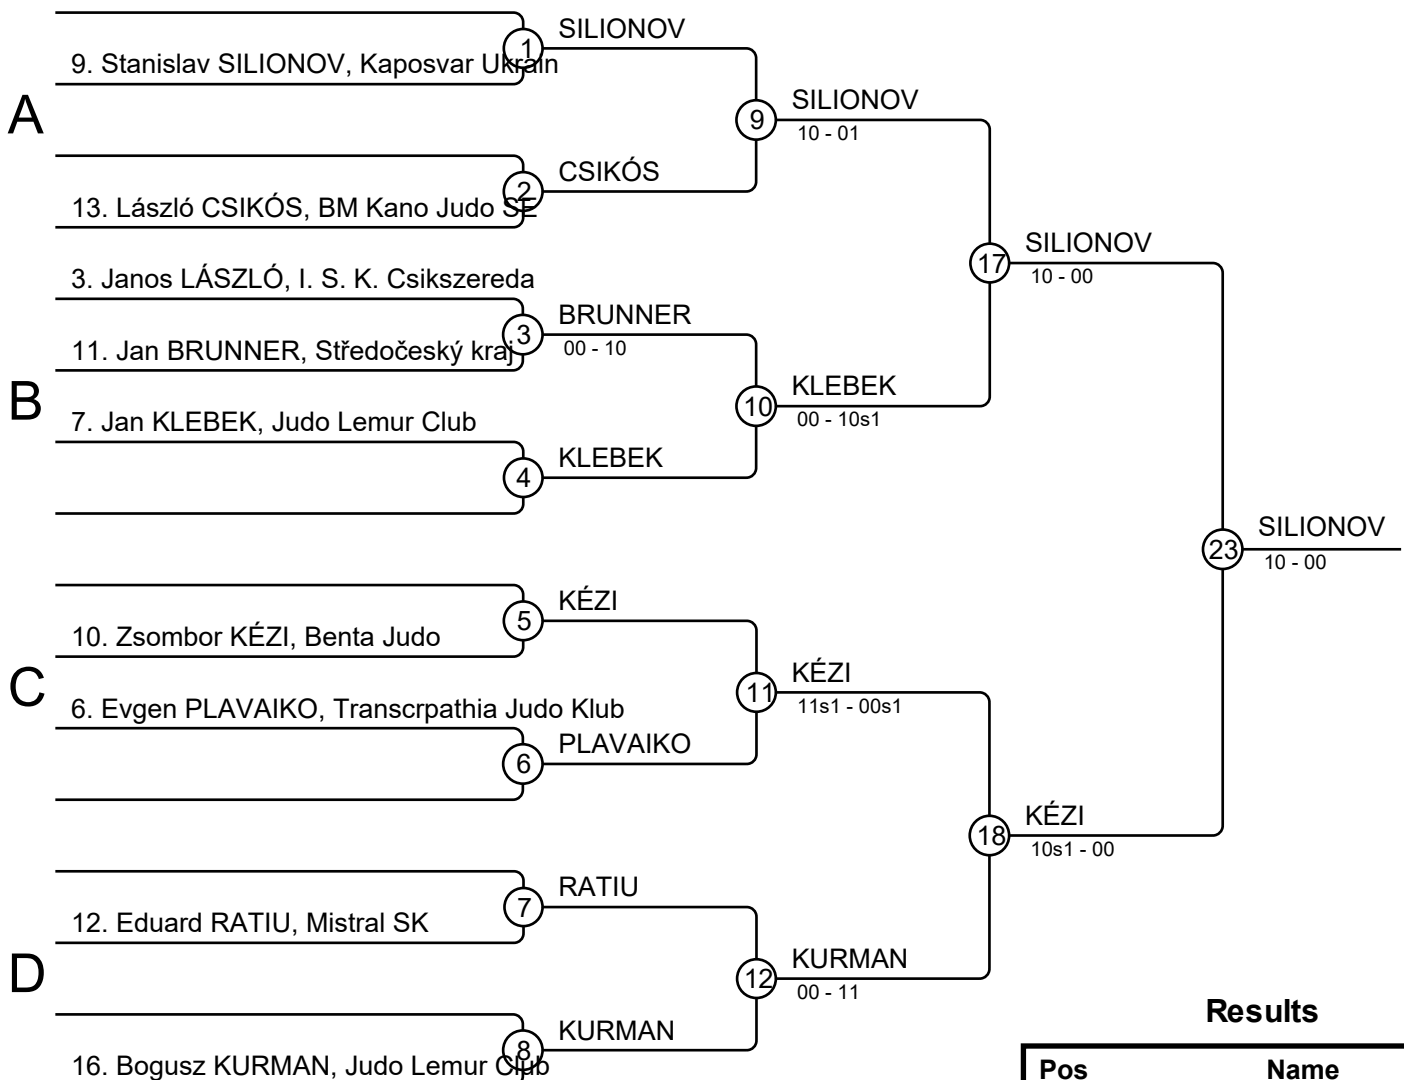 A
9. Stanislav SILIONOV, Kaposvar Ukrain
1
SILIONOV
13. László CSIKÓS, BM Kano Judo SE
2
CSIKÓS
9
SILIONOV
10 - 01
B
3. Janos LÁSZLÓ, I. S. K. Csikszereda
11. Jan BRUNNER, Středočeský kraj
3
BRUNNER
00 - 10
7. Jan KLEBEK, Judo Lemur Club
4
KLEBEK
10
KLEBEK
00 - 10s1
17
SILIONOV
10 - 00
C
10. Zsombor KÉZI, Benta Judo
5
KÉZI
6. Evgen PLAVAIKO, Transcrpathia Judo Klub
6
PLAVAIKO
11
KÉZI
11s1 - 00s1
D
12. Eduard RATIU, Mistral SK
7
RATIU
16. Bogusz KURMAN, Judo Lemur Club
8
KURMAN
12
KURMAN
00 - 11
18
KÉZI
10s1 - 00
23
SILIONOV
10 - 00
Results
Pos Name